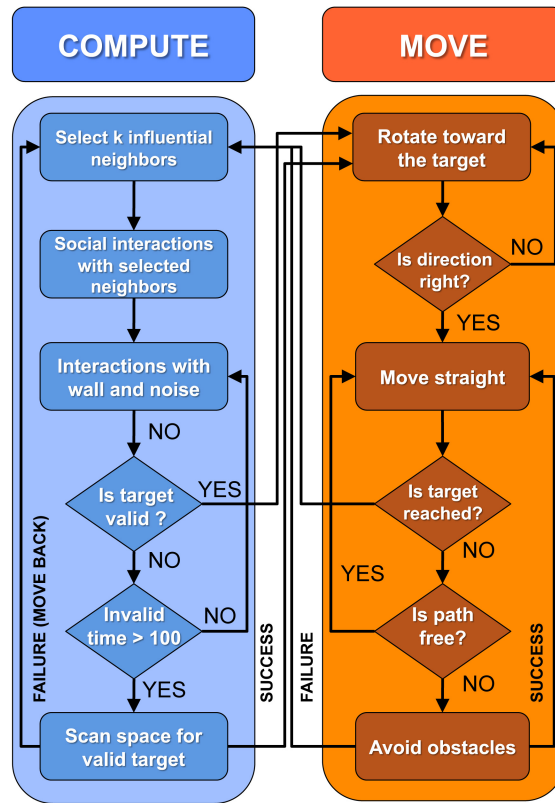 COMPUTE
Select k influential
neighbors
Social interactions
with selected
neighbors
Interactions with
wall and noise
NO
Is target
valid ?
YES
NO
Invalid
time > 100
NO
YES
Scan space for
valid target
FAILURE (MOVE BACK)
SUCCESS
MOVE
Rotate toward
the target
Is direction
right?
NO
YES
Move straight
Is target
reached?
NO
YES
Is path
free?
NO
Avoid obstacles
FAILURE
SUCCESS